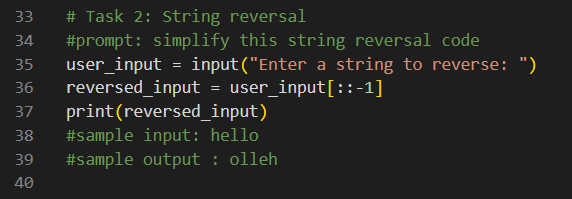 33 # Task 2: String reversal
34 #prompt: simplify this string reversal code
35 user_input = input("Enter a string to reverse: ")
36 reversed_input = user_input[::-1]
37 print(reversed_input)
38 #sample input: hello
39 #sample output : olleh
40